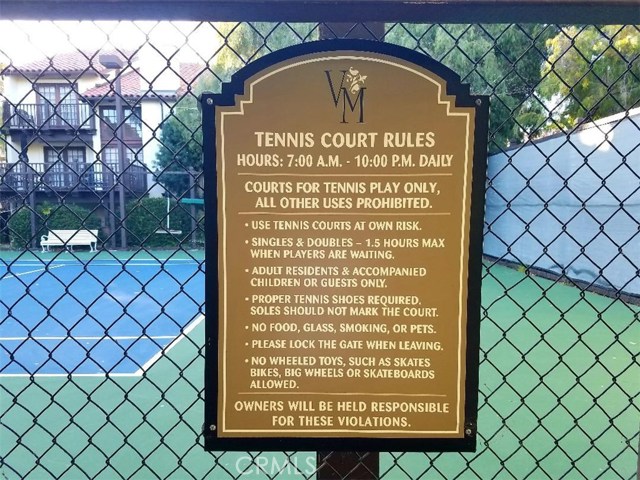 VM
TENNIS COURT RULES
HOURS: 7:00 A.M. - 10:00 P.M. DAILY
COURTS FOR TENNIS PLAY ONLY,
ALL OTHER USES PROHIBITED.
• USE TENNIS COURTS AT OWN RISK.
• SINGLES & DOUBLES – 1.5 HOURS MAX
WHEN PLAYERS ARE WAITING.
• ADULT RESIDENTS & ACCOMPANIED
CHILDREN OR GUESTS ONLY.
• PROPER TENNIS SHOES REQUIRED.
SOLES SHOULD NOT MARK THE COURT.
• NO FOOD, GLASS, SMOKING, OR PETS.
• PLEASE LOCK THE GATE WHEN LEAVING.
• NO WHEELED TOYS, SUCH AS SKATES
BIKES, BIG WHEELS OR SKATEBOARDS
ALLOWED.
OWNERS WILL BE HELD RESPONSIBLE
FOR THESE VIOLATIONS.
CRMLS